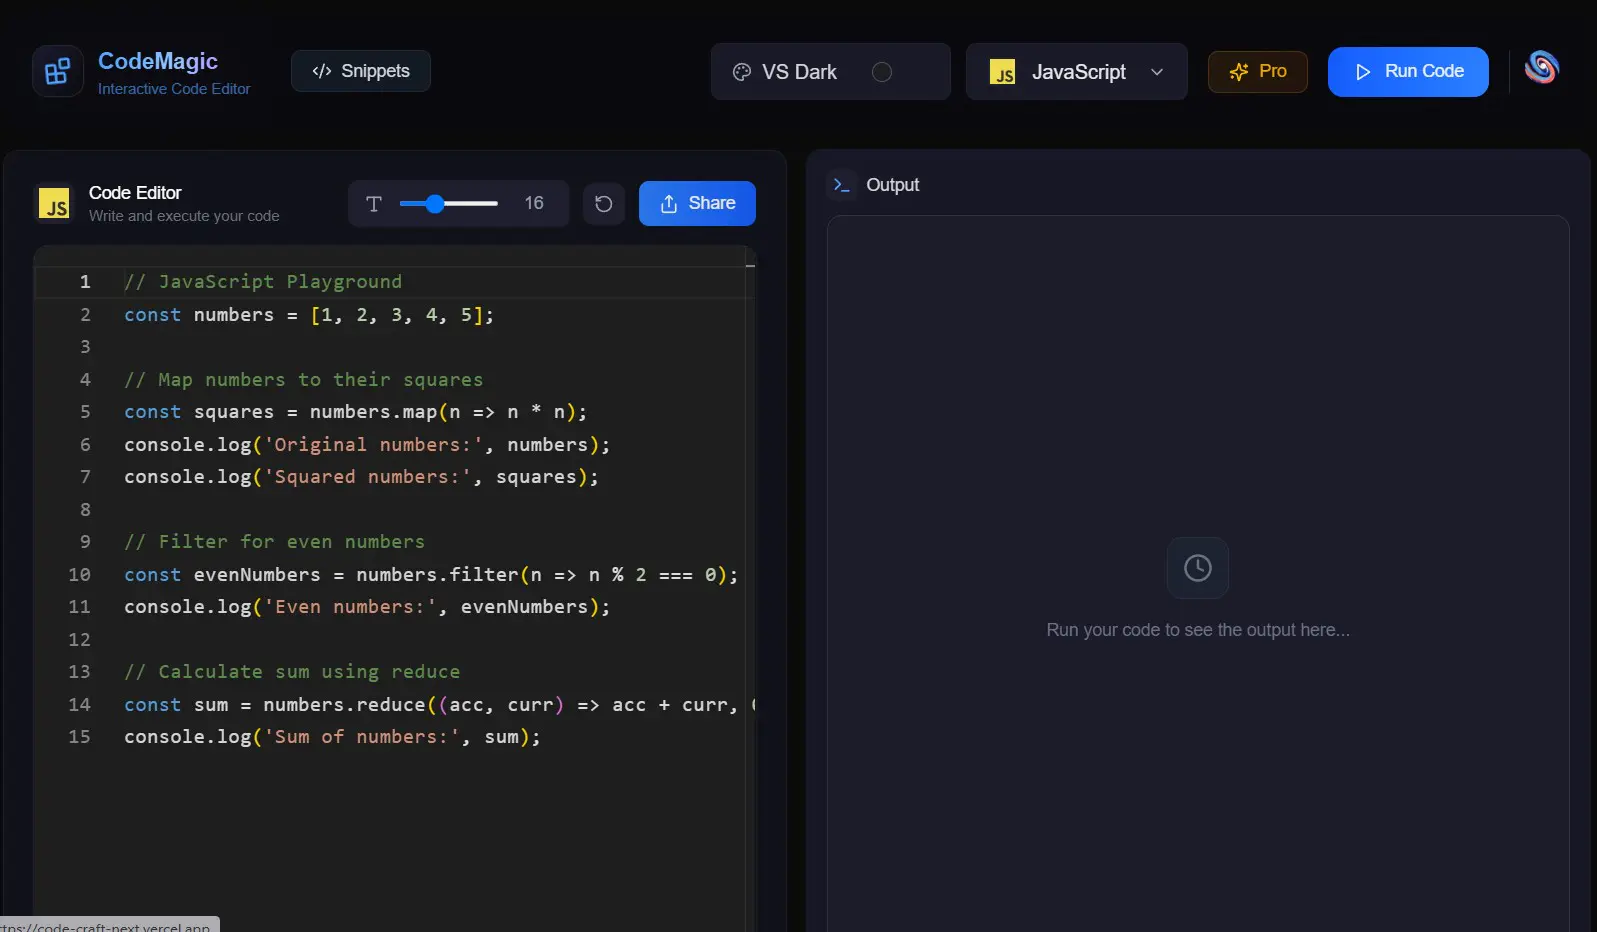 CodeMagic
Interactive Code Editor
Snippets
VS Dark
JS
JavaScript
Pro
Run Code
JS
Code Editor
Write and execute your code
16
Share
Output
1 // JavaScript Playground
2 const numbers = [1, 2, 3, 4, 5];
3
4 // Map numbers to their squares
5 const squares = numbers.map(n => n * n);
6 console.log('Original numbers:', numbers);
7 console.log('Squared numbers:', squares);
8
9 // Filter for even numbers
10 const evenNumbers = numbers.filter(n => n % 2 === 0);
11 console.log('Even numbers:', evenNumbers);
12
13 // Calculate sum using reduce
14 const sum = numbers.reduce((acc, curr) => acc + curr,
15 console.log('Sum of numbers:', sum);
Run your code to see the output here...
ttps://code-craft-next.vercel.app